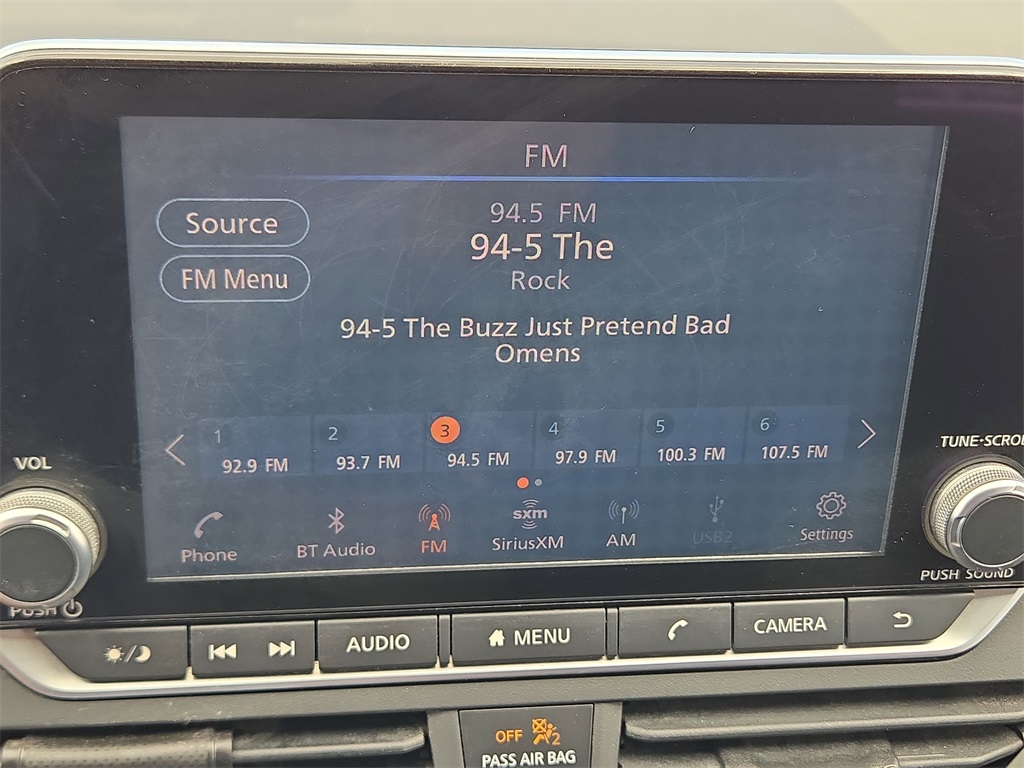 FM
94.5 FM
Source
94-5 The
Rock
FM Menu
94-5 The Buzz Just Pretend Bad
Omens
1 2 3 4 5 6
92.9 FM 93.7 FM 94.5 FM 97.9 FM 100.3 FM 107.5 FM
VOL
TUNE-SCROL
sxm
Phone BT Audio FM SiriusXM AM USB2 Settings
PUSH
PUSH SOUND
AUDIO MENU CAMERA
OFF 2
PASS AIR BAG